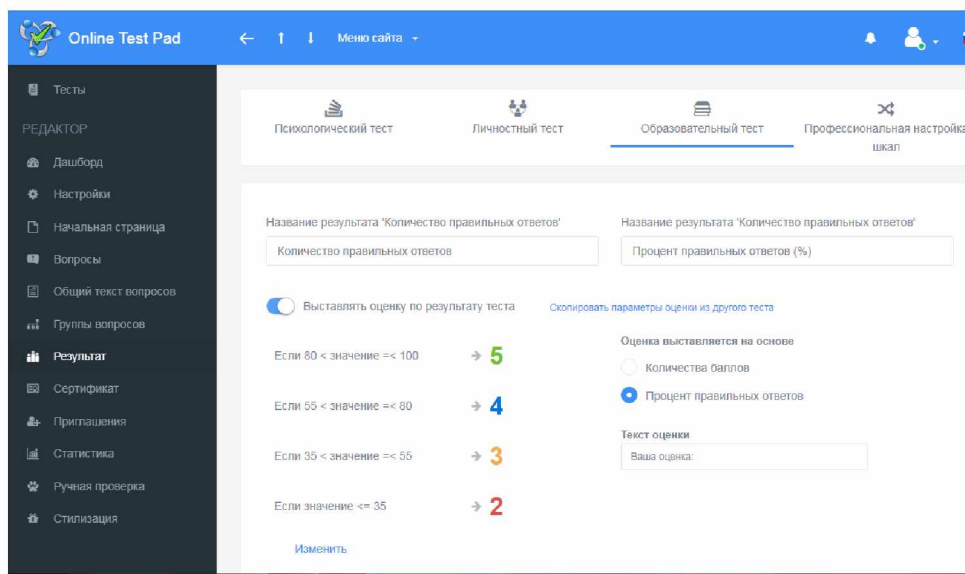 Online Test Pad
Меню сайта
Тесты
РЕДАКТОР
Дашборд
Настройки
Начальная страница
Вопросы
Общий текст вопросов
Группы вопросов
Результат
Сертификат
Приглашения
Статистика
Ручная проверка
Стилизация
Психологический тест
Личностный тест
Образовательный тест
Профессиональная настройка
шкал
Название результата 'Количество правильных ответов'
Количество правильных ответов
Название результата 'Количество правильных ответов'
Процент правильных ответов (%)
Выставлять оценку по результату теста
Скопировать параметры оценки из другого теста
Если 80 < значение =< 100 → 5
Если 55 < значение =< 80 → 4
Если 35 < значение =< 55 → 3
Если значение <= 35 → 2
Изменить
Оценка выставляется на основе
Количества баллов
Процент правильных ответов
Текст оценки
Ваша оценка: